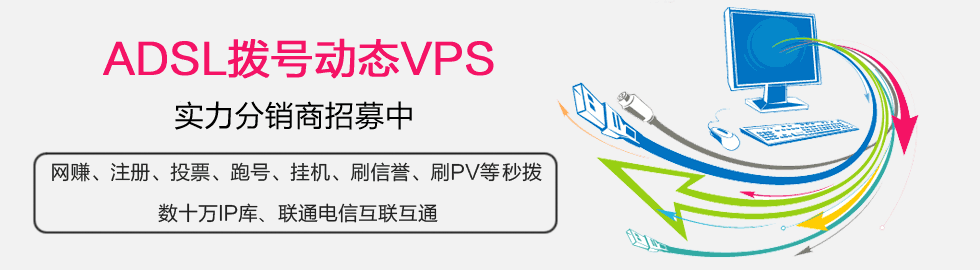 ADSL拨号动态VPS
实力分销商招募中
网赚、注册、投票、跑号、挂机、刷信誉、刷PV等秒拨
数十万IP库、联通电信互联互通